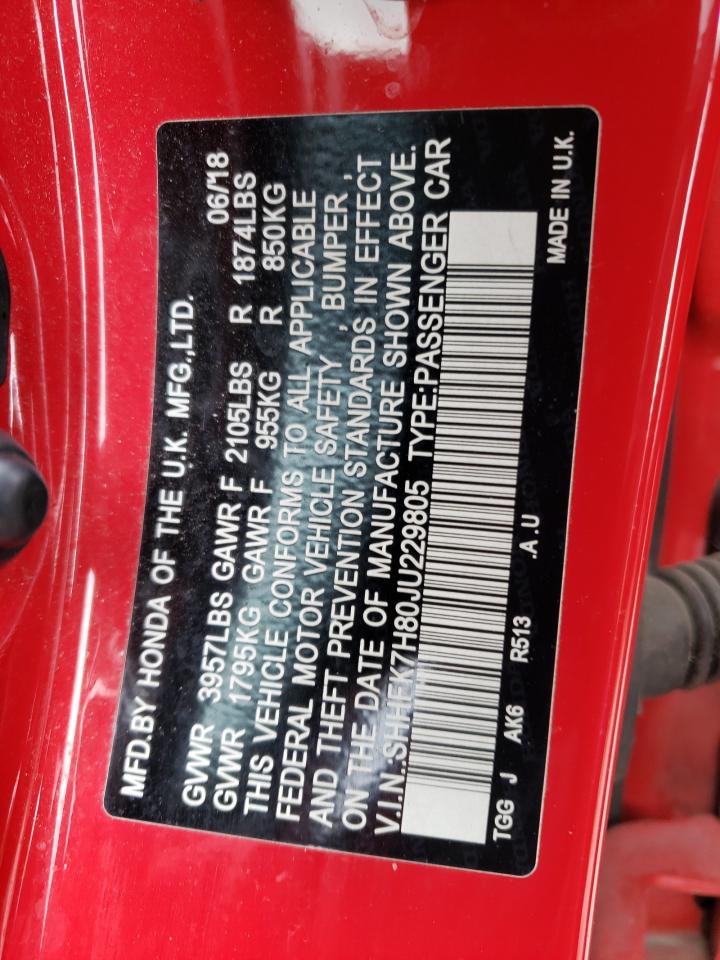 MFD.BY HONDA OF THE U.K. MFG.,LTD.
06/18
GVWR 3957LBS GAWR F 2105LBS R 1874LBS
GVWR 1795KG GAWR F 955KG R 850KG
THIS VEHICLE CONFORMS TO ALL APPLICABLE
FEDERAL MOTOR VEHICLE SAFETY , BUMPER ,
AND THEFT PREVENTION STANDARDS IN EFFECT
ON THE DATE OF MANUFACTURE SHOWN ABOVE.
V.I.N.:SHHFK7H80JU229805 TYPE:PASSENGER CAR
TGG J AK6 R513 .A.U MADE IN U.K.